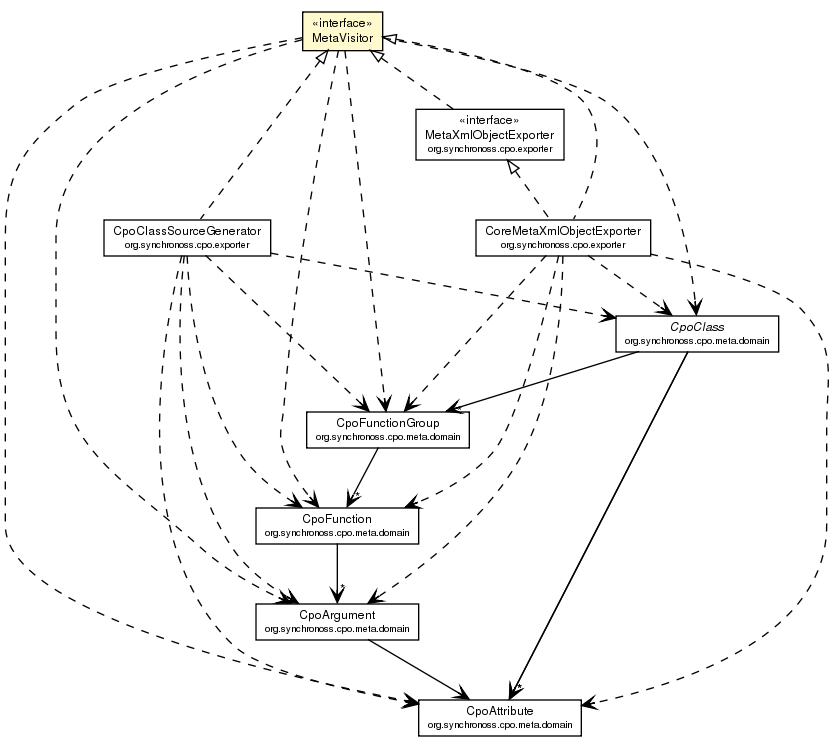 «interface»
MetaVisitor
«interface»
MetaXmlObjectExporter
org.synchronoss.cpo.exporter
CpoClassSourceGenerator
org.synchronoss.cpo.exporter
CoreMetaXmlObjectExporter
org.synchronoss.cpo.exporter
CpoClass
org.synchronoss.cpo.meta.domain
CpoFunctionGroup
org.synchronoss.cpo.meta.domain
*
CpoFunction
org.synchronoss.cpo.meta.domain
*
CpoArgument
org.synchronoss.cpo.meta.domain
*
CpoAttribute
org.synchronoss.cpo.meta.domain